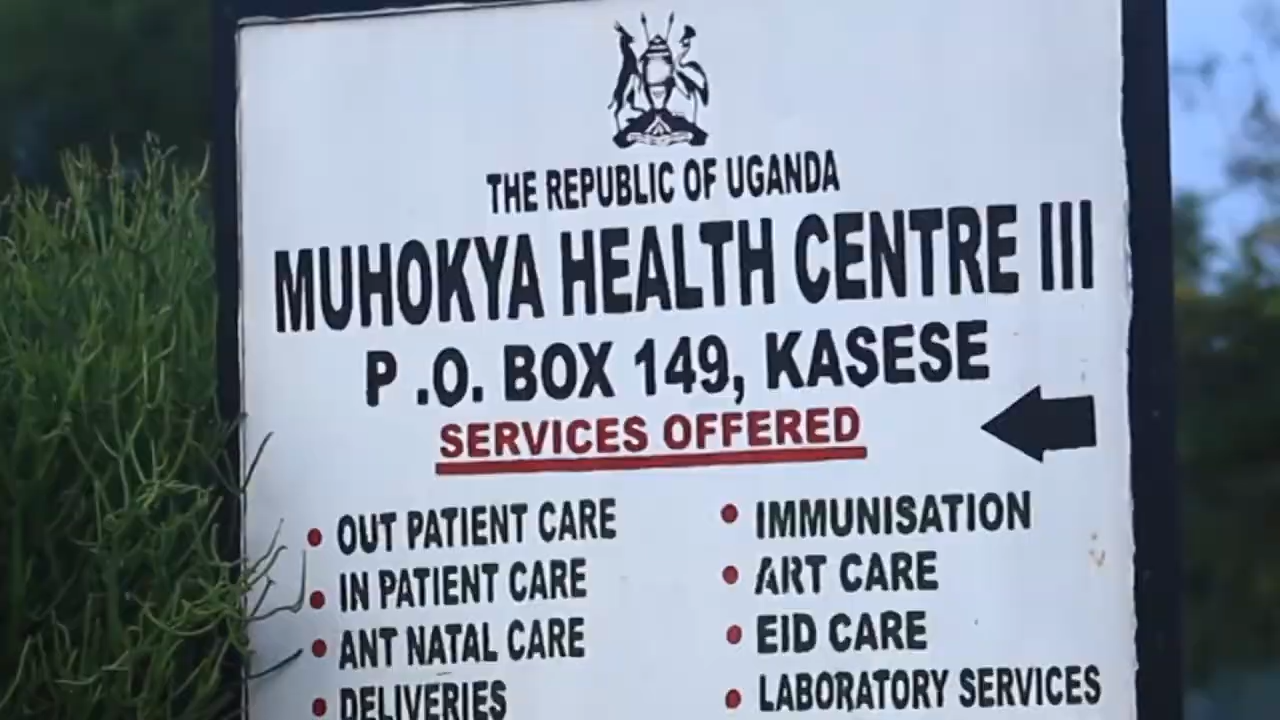 THE REPUBLIC OF UGANDA
MUHOKYA HEALTH CENTRE III
P .O. BOX 149, KASESE
SERVICES OFFERED
• OUT PATIENT CARE
• IN PATIENT CARE
• ANT NATAL CARE
• DELIVERIES
• IMMUNISATION
• ART CARE
• EID CARE
• LABORATORY SERVICES